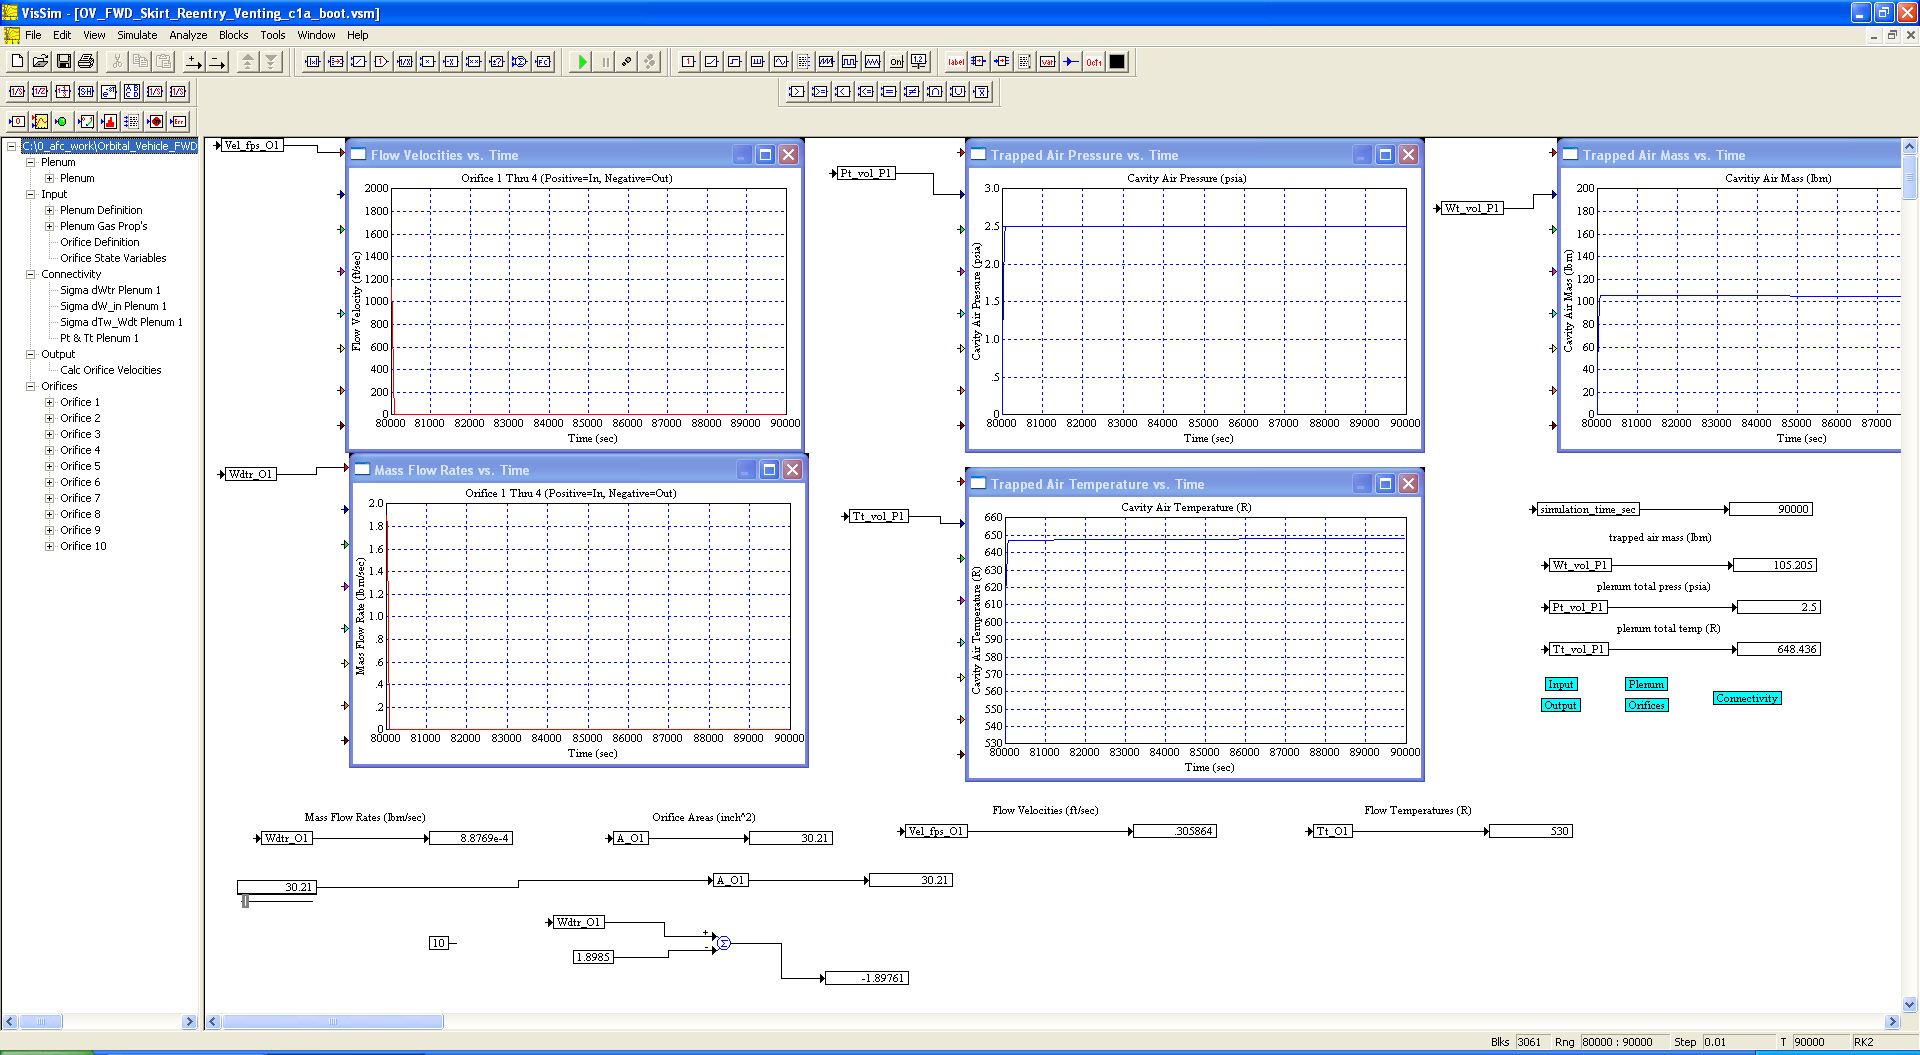 VisSim - [OV_FWD_Skirt_Reentry_Venting_c1a_boot.vsm]
File Edit View Simulate Analyze Blocks Tools Window Help
C:\0_afc_work\Orbital_Vehicle_FWD
Plenum
Plenum
Input
Plenum Definition
Plenum Gas Prop's
Orifice Definition
Orifice State Variables
Connectivity
Sigma dWtr Plenum 1
Sigma dW_in Plenum 1
Sigma dTw_Wdt Plenum 1
Pt & Tt Plenum 1
Output
Calc Orifice Velocities
Orifices
Orifice 1
Orifice 2
Orifice 3
Orifice 4
Orifice 5
Orifice 6
Orifice 7
Orifice 8
Orifice 9
Orifice 10
Vel_fps_O1
Flow Velocities vs. Time
Orifice 1 Thru 4 (Positive=In, Negative=Out)
Flow Velocity (ft/sec)
2000
1800
1600
1400
1200
1000
800
600
400
200
0
80000 81000 82000 83000 84000 85000 86000 87000 88000 89000 90000
Time (sec)
Wdtr_O1
Mass Flow Rates vs. Time
Orifice 1 Thru 4 (Positive=In, Negative=Out)
Mass Flow Rate (lbm/sec)
2.0
1.8
1.6
1.4
1.2
1.0
.8
.6
.4
.2
0
80000 81000 82000 83000 84000 85000 86000 87000 88000 89000 90000
Time (sec)
Pt_vol_P1
Trapped Air Pressure vs. Time
Cavity Air Pressure (psia)
Cavity Air Pressure (psia)
3.0
2.5
2.0
1.5
1.0
.5
0
80000 81000 82000 83000 84000 85000 86000 87000 88000 89000 90000
Time (sec)
Tt_vol_P1
Trapped Air Temperature vs. Time
Cavity Air Temperature (R)
Cavity Air Temperature (R)
660
650
640
630
620
610
600
590
580
570
560
550
540
530
80000 81000 82000 83000 84000 85000 86000 87000 88000 89000 90000
Time (sec)
Wt_vol_P1
Trapped Air Mass vs. Time
Cavitiy Air Mass (lbm)
Cavity Air Mass (lbm)
200
180
160
140
120
100
80
60
40
20
0
80000 81000 82000 83000 84000 85000 86000 87000
Time (sec)
simulation_time_sec 90000
trapped air mass (lbm)
Wt_vol_P1 105.205
plenum total press (psia)
Pt_vol_P1 2.5
plenum total temp (R)
Tt_vol_P1 648.436
Input Plenum Connectivity
Output Orifices
Mass Flow Rates (lbm/sec)
Wdtr_O1 8.8769e-4
Orifice Areas (inch^2)
A_O1 30.21
Flow Velocities (ft/sec)
Vel_fps_O1 .305864
Flow Temperatures (R)
Tt_O1 530
30.21 A_O1 30.21
Wdtr_O1
10
1.8985
-1.89761
Blks 3061 Rng 80000 : 90000 Step 0.01 T 90000 RK2